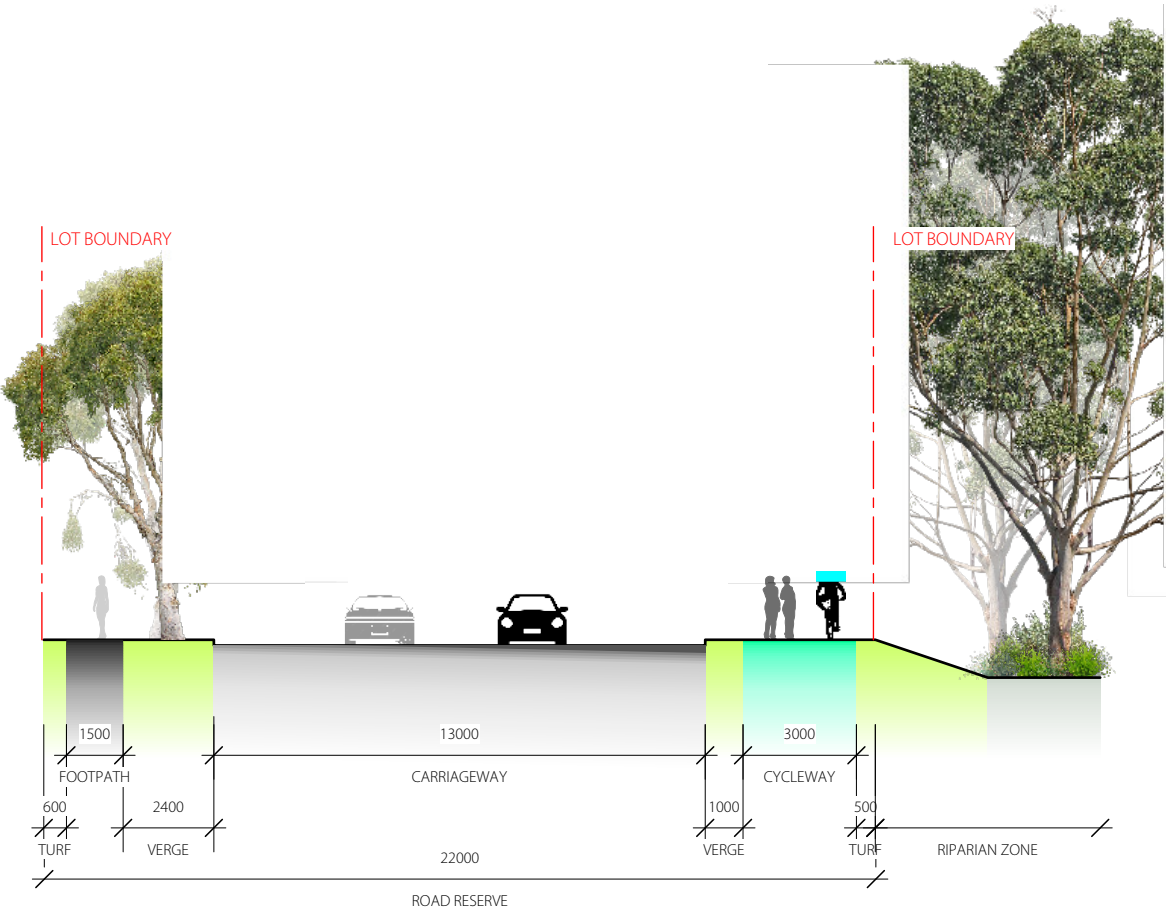 LOT BOUNDARY
LOT BOUNDARY
1500
13000
3000
FOOTPATH
CARRIAGEWAY
CYCLEWAY
600
2400
1000
500
TURF
VERGE
VERGE
TURF
RIPARIAN ZONE
22000
ROAD RESERVE